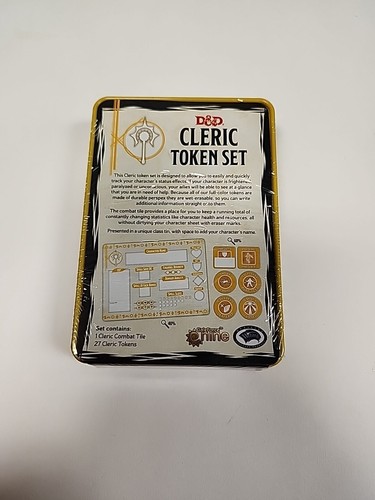 D&D
CLERIC
TOKEN SET
This Cleric token set is designed to allow you to easily and quickly
track your character's status effects. If your character is frightened,
paralyzed or unconscious, your allies will be able to see at a glance
that you are in need of help. Because all of our full-color tokens are
made of durable perspex they are wet-erasable, so you can write
additional information straight on to them.
The combat tile provides a place for you to keep a running total of
constantly changing statistics like character health and resources, all
without dirtying your character sheet with eraser marks.
Presented in a unique class tin, with space to add your character's name.
Set contains:
1 Cleric Combat Tile
27 Cleric Tokens
gale force
nine